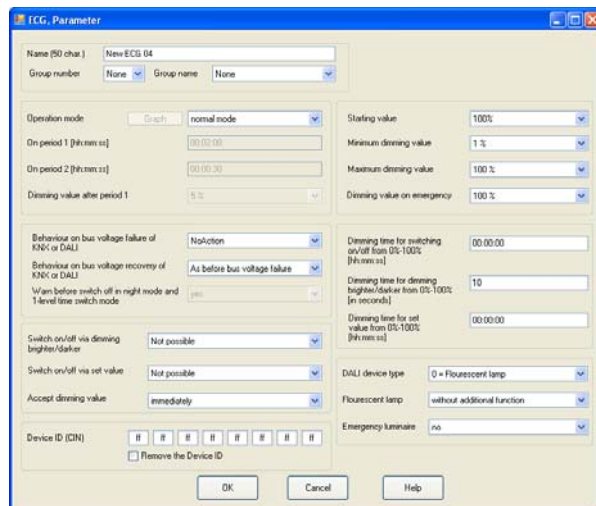 ECG, Parameter
Name (50 char.) New ECG 04
Group number None Group name None
Operation mode Graph normal mode
On period 1 [hh:mm:ss] 00:02:00
On period 2 [hh:mm:ss] 00:00:30
Dimming value after period 1 5 %
Starting value 100%
Minimum dimming value 1 %
Maximum dimming value 100 %
Dimming value on emergency 100 %
Behaviour on bus voltage failure of
KNX or DALI
NoAction
Behaviour on bus voltage recovery of
KNX or DALI
As before bus voltage failure
Warn before switch off in night mode and
1-level time switch mode
yes
Dimming time for switching
on/off from 0%-100%
[hh:mm:ss]
00:00:00
Dimming time for dimming
brighter/darker from 0%-100%
[in seconds]
10
Dimming time for set
value from 0%-100%
[hh:mm:ss]
00:00:00
Switch on/off via dimming
brighter/darker
Not possible
Switch on/off via set value Not possible
Accept dimming value immediately
DALI device type 0 = Flourescent lamp
Flourescent lamp without additional function
Emergency luminaire no
Device ID (CIN) ff ff ff ff ff ff ff ff
Remove the Device ID
OK Cancel Help